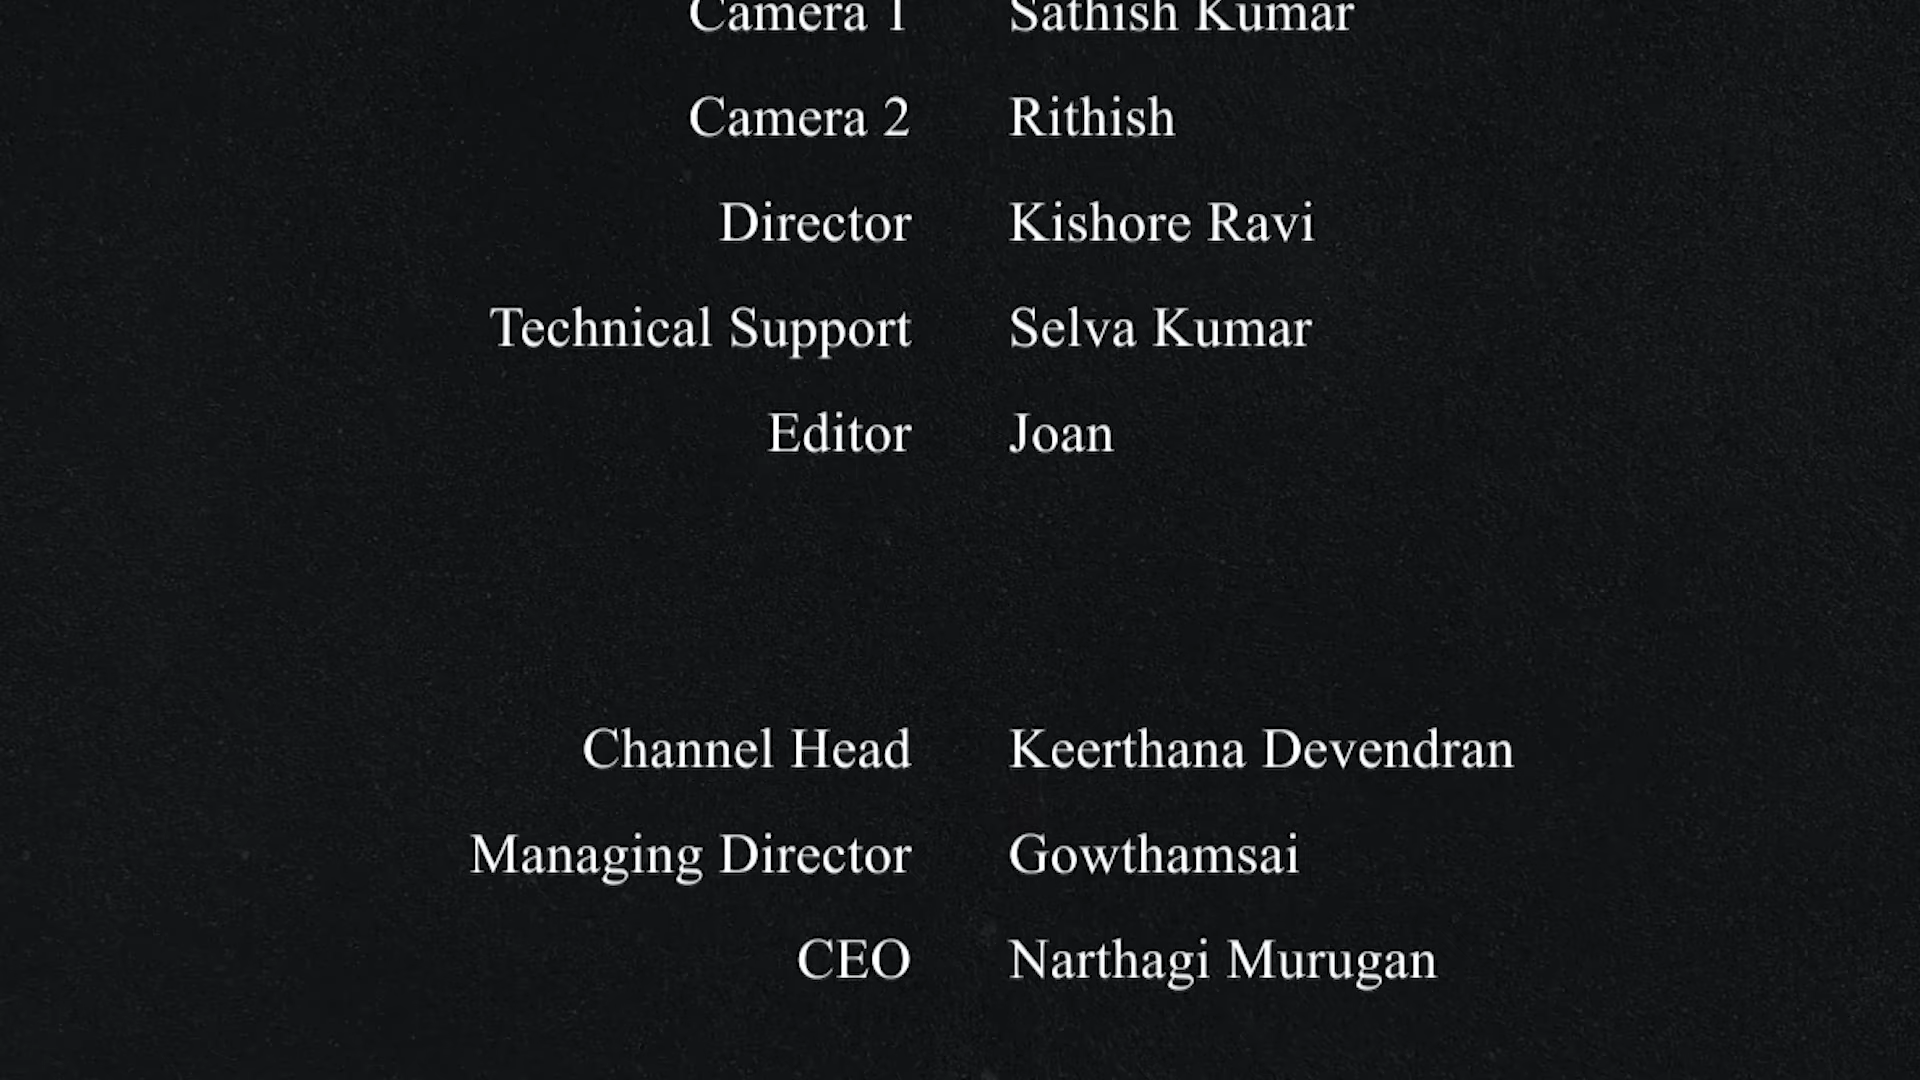 Camera 1 Sathish Kumar
Camera 2 Rithish
Director Kishore Ravi
Technical Support Selva Kumar
Editor Joan
Channel Head Keerthana Devendran
Managing Director Gowthamsai
CEO Narthagi Murugan